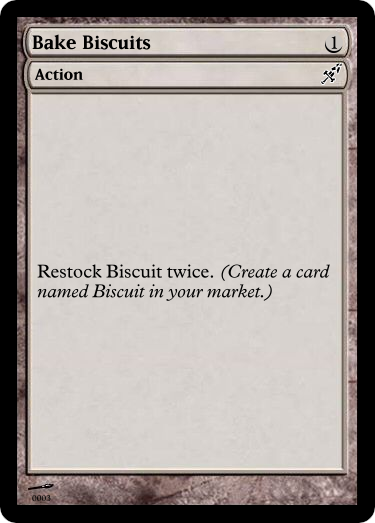 Bake Biscuits 1
Action
Restock Biscuit twice. (Create a card
named Biscuit in your market.)
0003